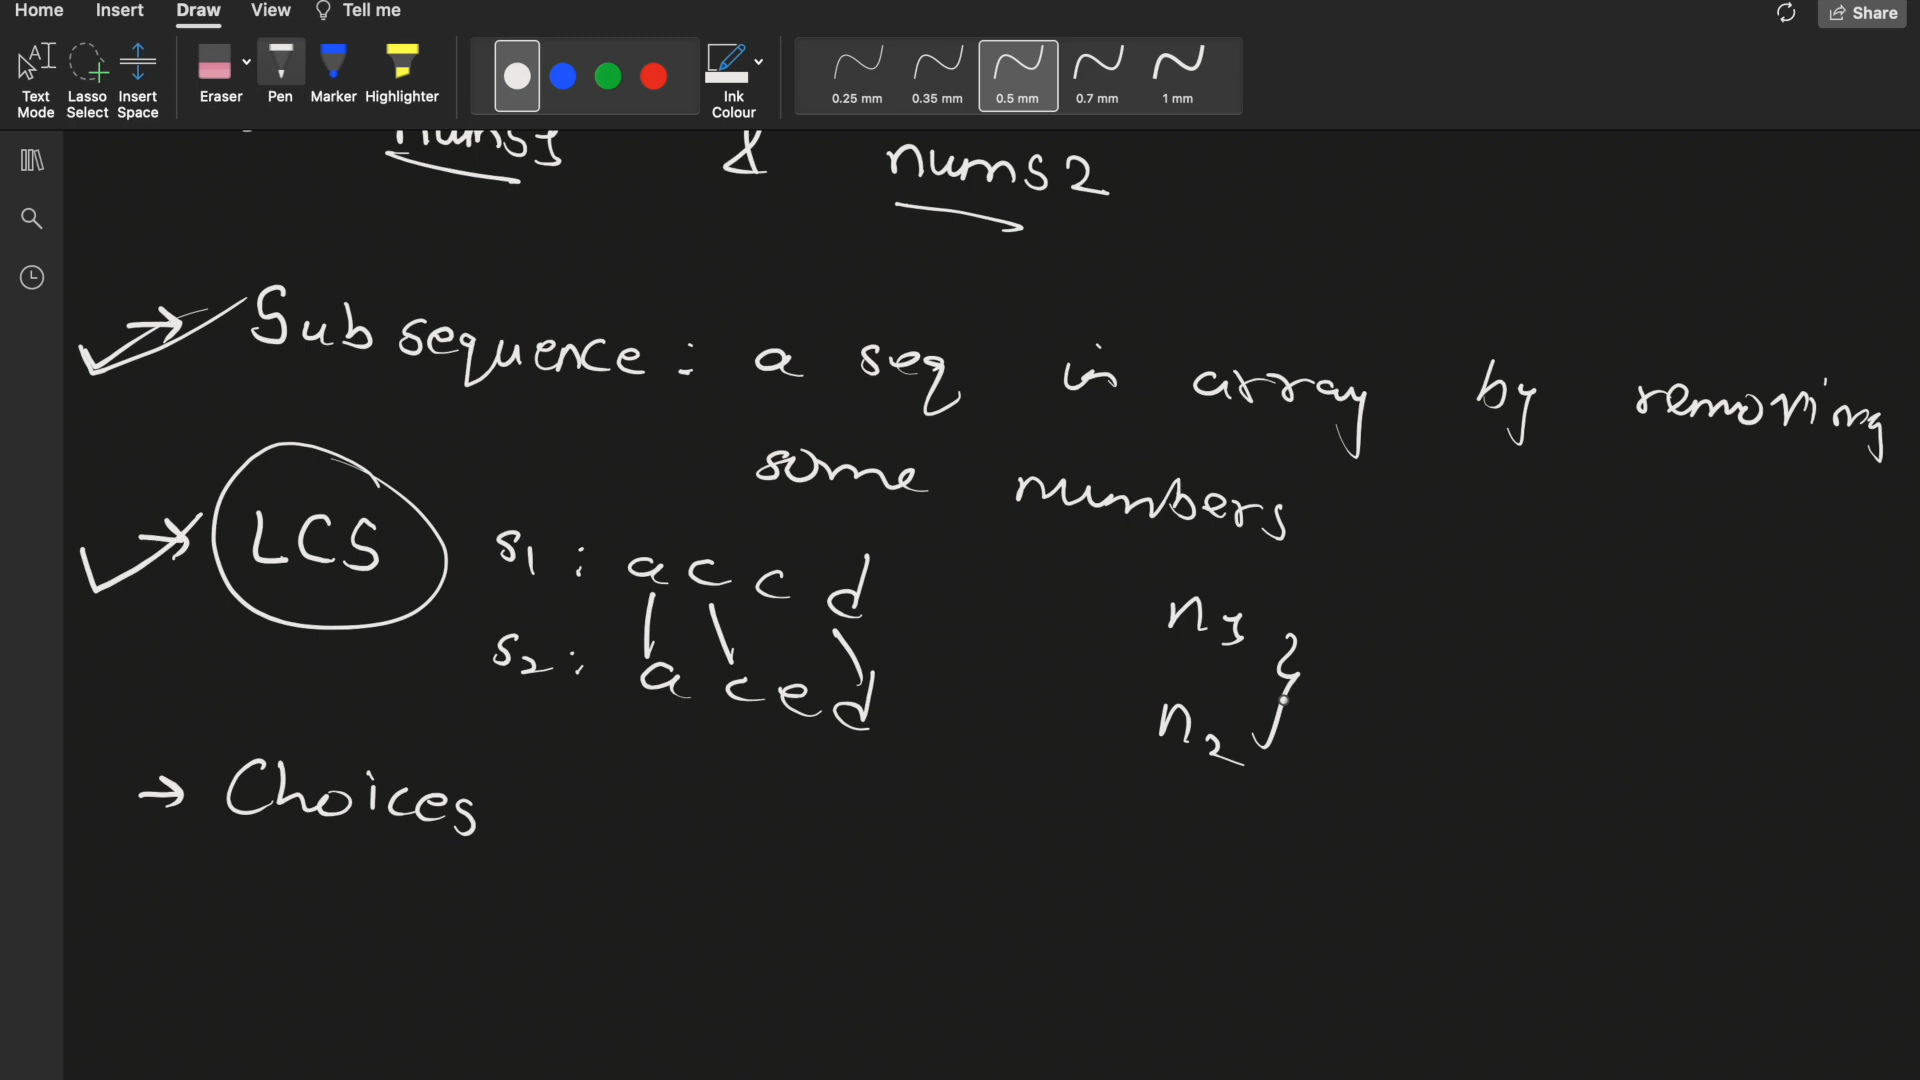 Home Insert Draw View Tell me Share
Text Mode Lasso Select Insert Space Eraser Pen Marker Highlighter Ink Colour 0.25 mm 0.35 mm 0.5 mm 0.7 mm 1 mm
nums1 & nums2
Subsequence: a seq in array by removing
some numbers
LCS s1 : a c c d
n1
s2 : a c e d
n2
→ Choices